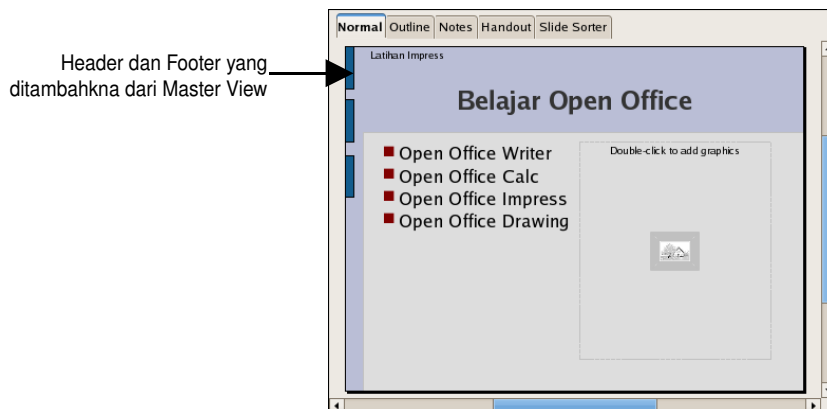 Normal Outline Notes Handout Slide Sorter
Header dan Footer yang
ditambahkna dari Master View
Latihan Impress
Belajar Open Office
Open Office Writer
Open Office Calc
Open Office Impress
Open Office Drawing
Double-click to add graphics